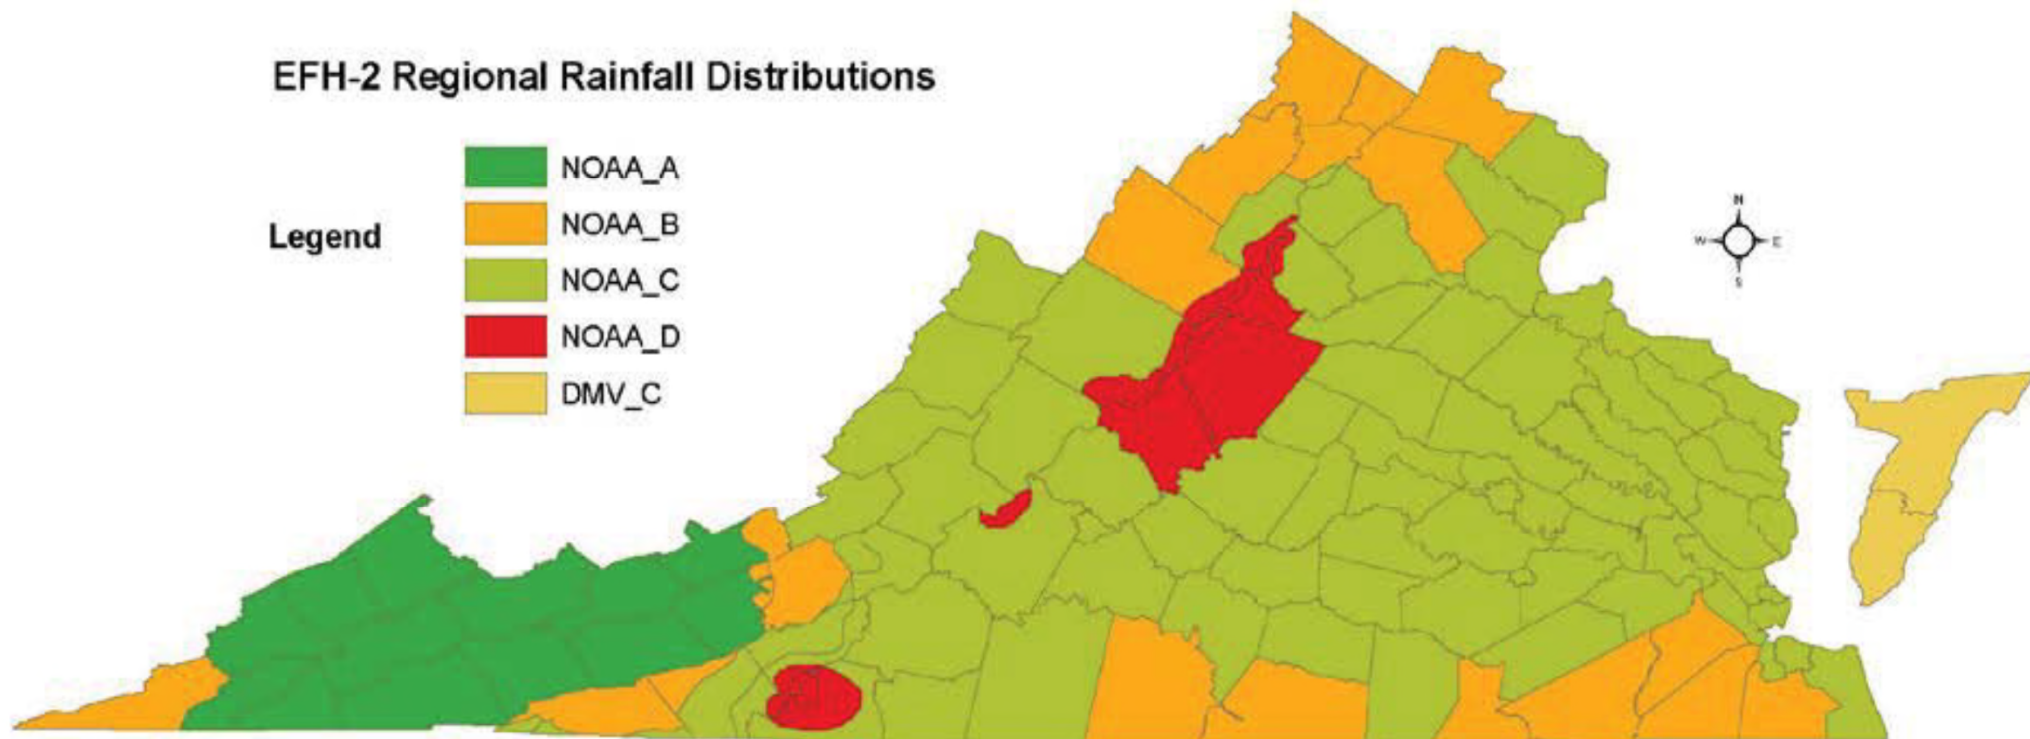 EFH-2 Regional Rainfall Distributions
Legend
NOAA_A
NOAA_B
NOAA_C
NOAA_D
DMV_C
N
W E
S